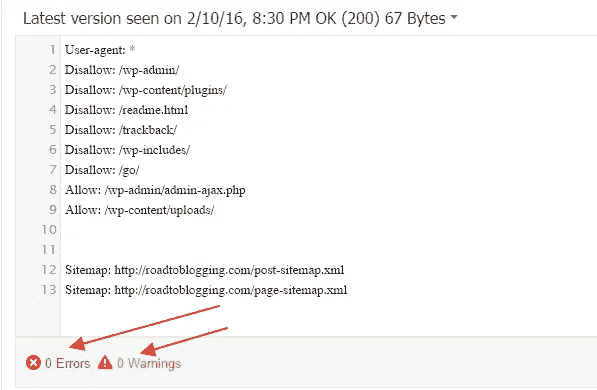 Latest version seen on 2/10/16, 8:30 PM OK (200) 67 Bytes
1 User-agent: *
2 Disallow: /wp-admin/
3 Disallow: /wp-content/plugins/
4 Disallow: /readme.html
5 Disallow: /trackback/
6 Disallow: /wp-includes/
7 Disallow: /go/
8 Allow: /wp-admin/admin-ajax.php
9 Allow: /wp-content/uploads/
10
11
12 Sitemap: http://roadtoblogging.com/post-sitemap.xml
13 Sitemap: http://roadtoblogging.com/page-sitemap.xml
0 Errors 0 Warnings